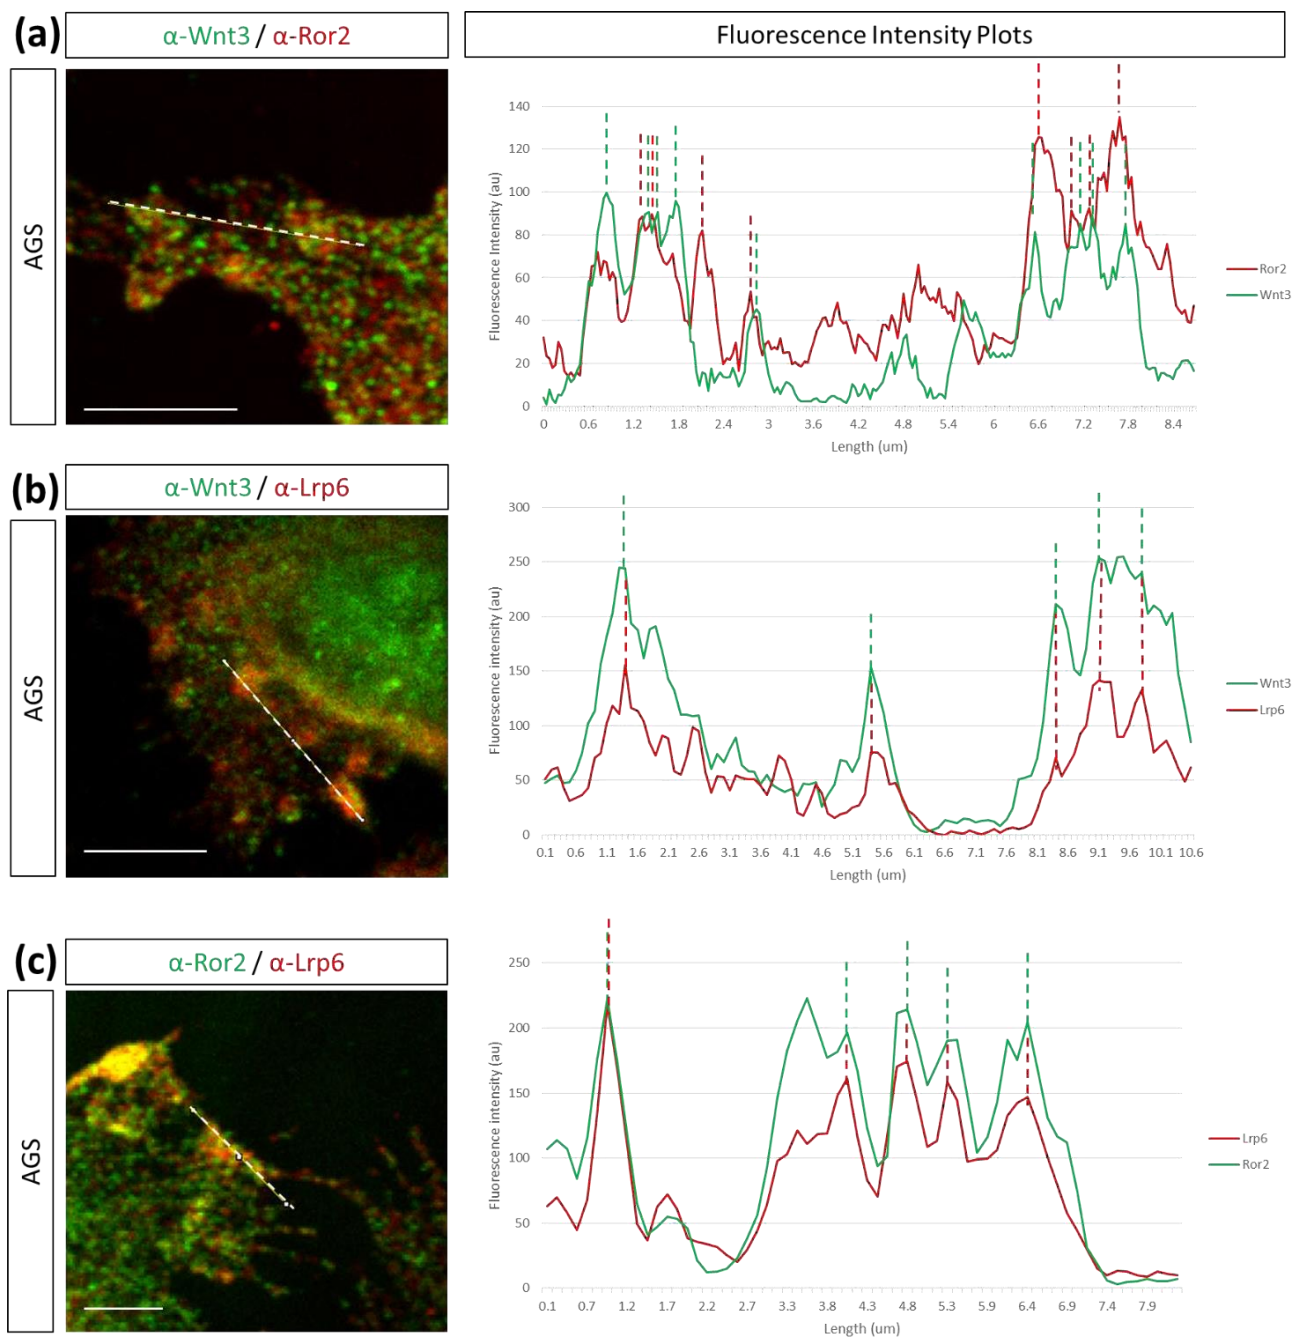 (a)
α-Wnt3 / α-Ror2
Fluorescence Intensity Plots
AGS
Fluorescence Intensity (au)
140
120
100
80
60
40
20
0
0 0.6 1.2 1.8 2.4 3 3.6 4.2 4.8 5.4 6 6.6 7.2 7.8 8.4
Length (um)
Ror2
Wnt3
(b)
α-Wnt3 / α-Lrp6
AGS
Fluorescence intensity (au)
300
250
200
150
100
50
0
0.1 0.6 1.1 1.6 2.1 2.6 3.1 3.6 4.1 4.6 5.1 5.6 6.1 6.6 7.1 7.6 8.1 8.6 9.1 9.6 10.1 10.6
Length (um)
Wnt3
Lrp6
(c)
α-Ror2 / α-Lrp6
AGS
Fluorescence intensity (au)
250
200
150
100
50
0
0.1 0.7 1.2 1.7 2.2 2.7 3.3 3.8 4.3 4.8 5.3 5.9 6.4 6.9 7.4 7.9
Length (um)
Lrp6
Ror2